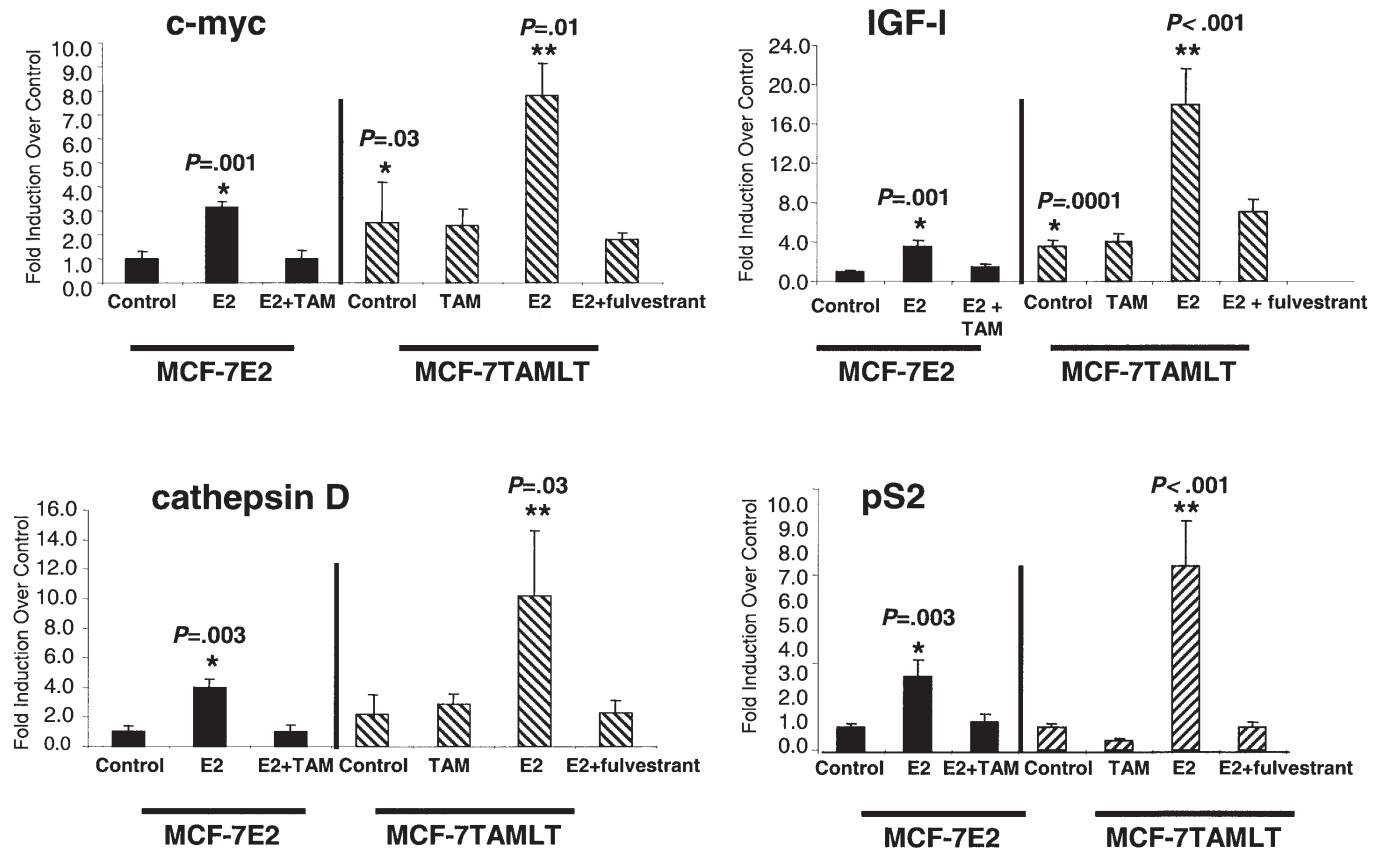 c-myc
P=.01
**
Fold Induction Over Control
10.0
9.0
8.0
7.0
6.0
5.0
4.0
3.0
2.0
1.0
0.0
P=.001
*
P=.03
*
Control E2 E2+TAM Control TAM E2 E2+fulvestrant
MCF-7E2 MCF-7TAMLT
IGF-I
P< .001
**
Fold Induction Over Control
24.0
20.0
16.0
12.0
8.0
4.0
0.0
P=.001
*
P=.0001
*
Control E2 E2 + Control TAM E2 E2 + fulvestrant
TAM
MCF-7E2 MCF-7TAMLT
cathepsin D
P=.03
**
Fold Induction Over Control
16.0
14.0
12.0
10.0
8.0
6.0
4.0
2.0
0.0
P=.003
*
Control E2 E2+TAM Control TAM E2 E2+fulvestrant
MCF-7E2 MCF-7TAMLT
pS2
P< .001
**
Fold Induction Over Control
10.0
9.0
8.0
7.0
6.0
5.0
4.0
3.0
2.0
1.0
0.0
P=.003
*
Control E2 E2+TAM Control TAM E2 E2+fulvestrant
MCF-7E2 MCF-7TAMLT